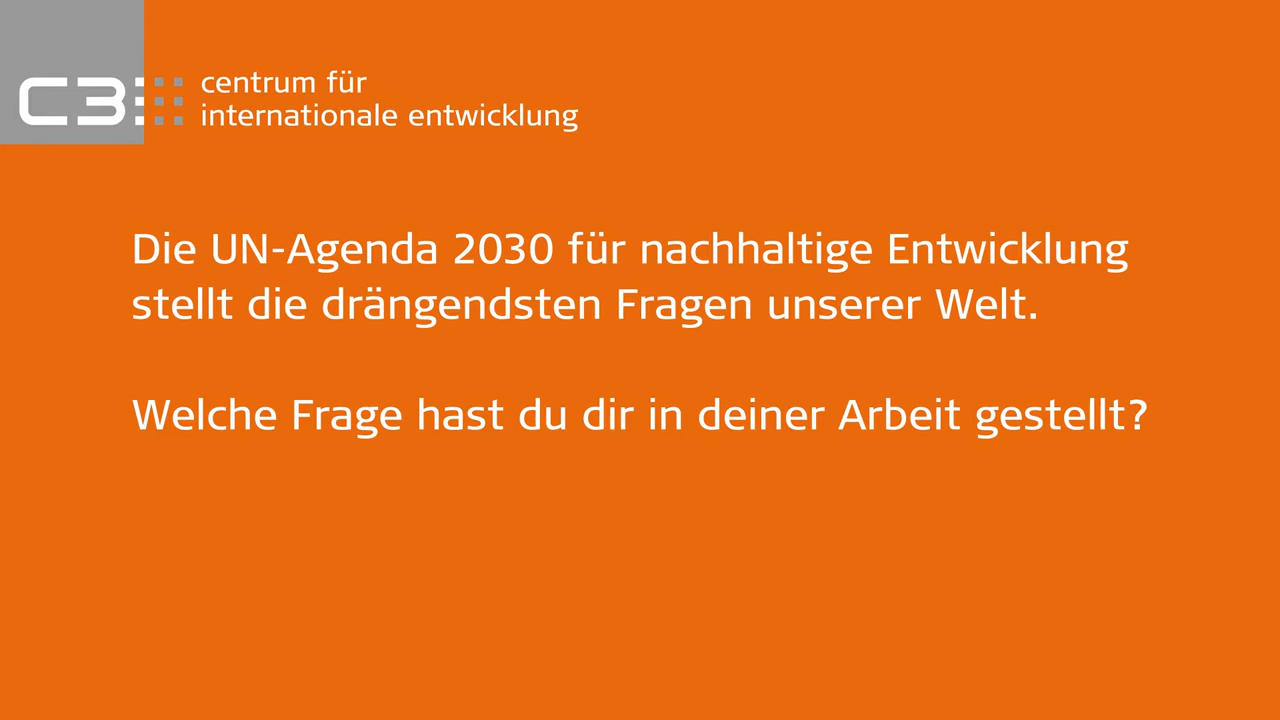 C3
centrum für
internationale entwicklung
Die UN-Agenda 2030 für nachhaltige Entwicklung
stellt die drängendsten Fragen unserer Welt.
Welche Frage hast du dir in deiner Arbeit gestellt?